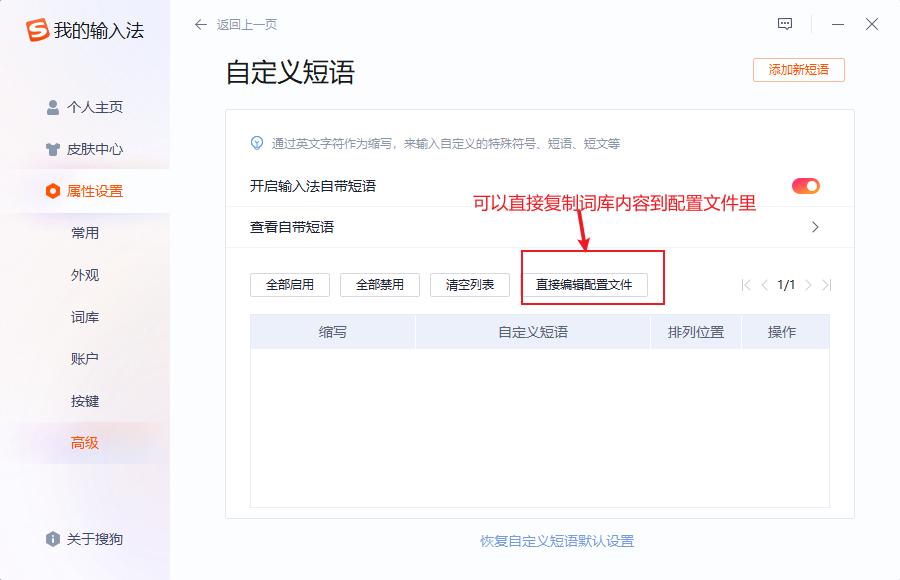 我的输入法
返回上一页
自定义短语
添加新短语
个人主页
皮肤中心
属性设置
常用
外观
词库
账户
按键
高级
关于搜狗
通过英文字符作为缩写，来输入自定义的特殊符号、短语、短文等
开启输入法自带短语
可以直接复制词库内容到配置文件里
查看自带短语
全部启用 全部禁用 清空列表 直接编辑配置文件 1/1
缩写 自定义短语 排列位置 操作
恢复自定义短语默认设置